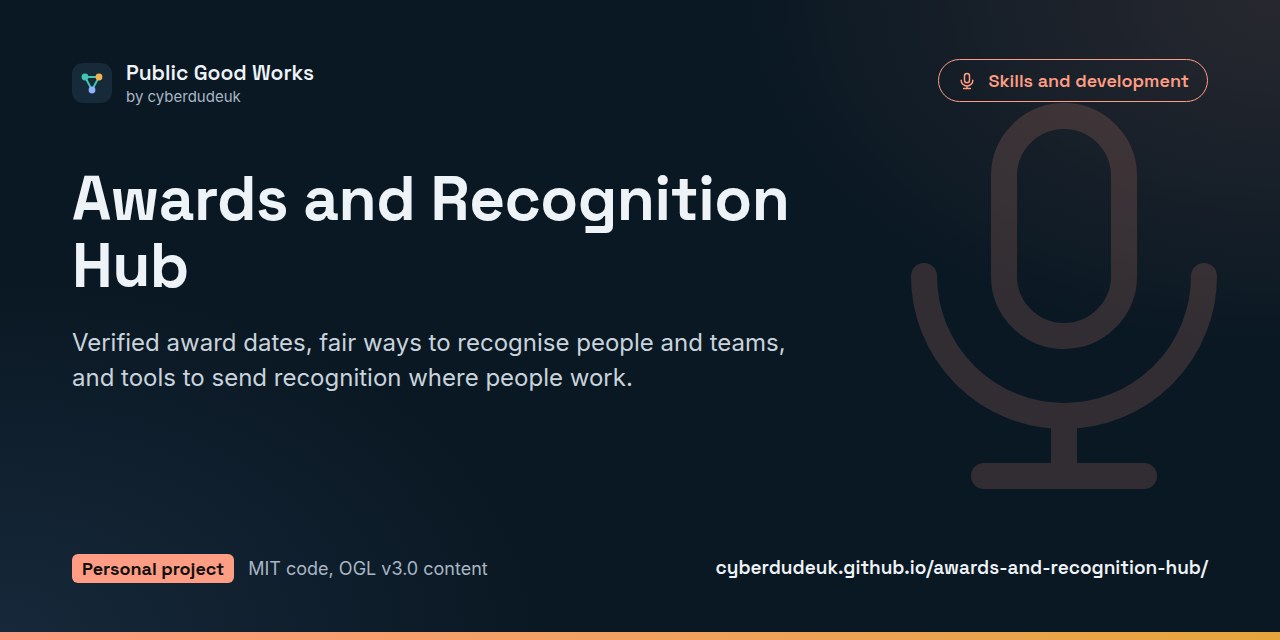 Public Good Works
by cyberdudeuk
Skills and development
Awards and Recognition
Hub
Verified award dates, fair ways to recognise people and teams,
and tools to send recognition where people work.
Personal project
MIT code, OGL v3.0 content
cyberdudeuk.github.io/awards-and-recognition-hub/